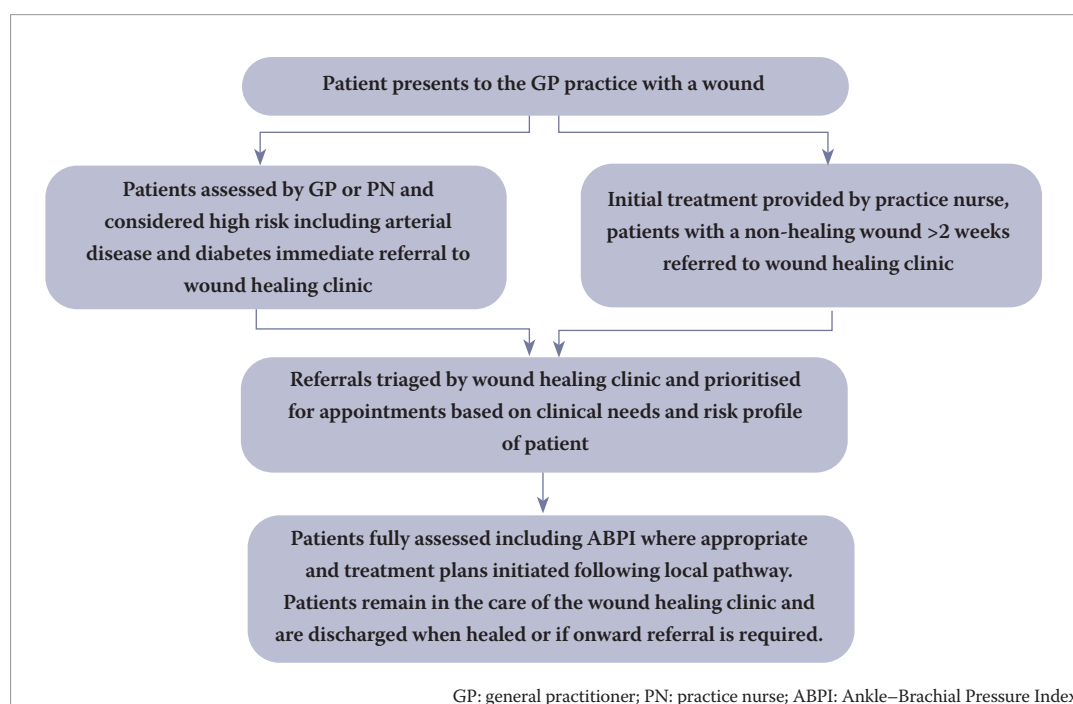 Patient presents to the GP practice with a wound
Patients assessed by GP or PN and
considered high risk including arterial
disease and diabetes immediate referral to
wound healing clinic
Initial treatment provided by practice nurse,
patients with a non-healing wound >2 weeks
referred to wound healing clinic
Referrals triaged by wound healing clinic and prioritised
for appointments based on clinical needs and risk profile
of patient
Patients fully assessed including ABPI where appropriate
and treatment plans initiated following local pathway.
Patients remain in the care of the wound healing clinic and
are discharged when healed or if onward referral is required.
GP: general practitioner; PN: practice nurse; ABPI: Ankle–Brachial Pressure Index